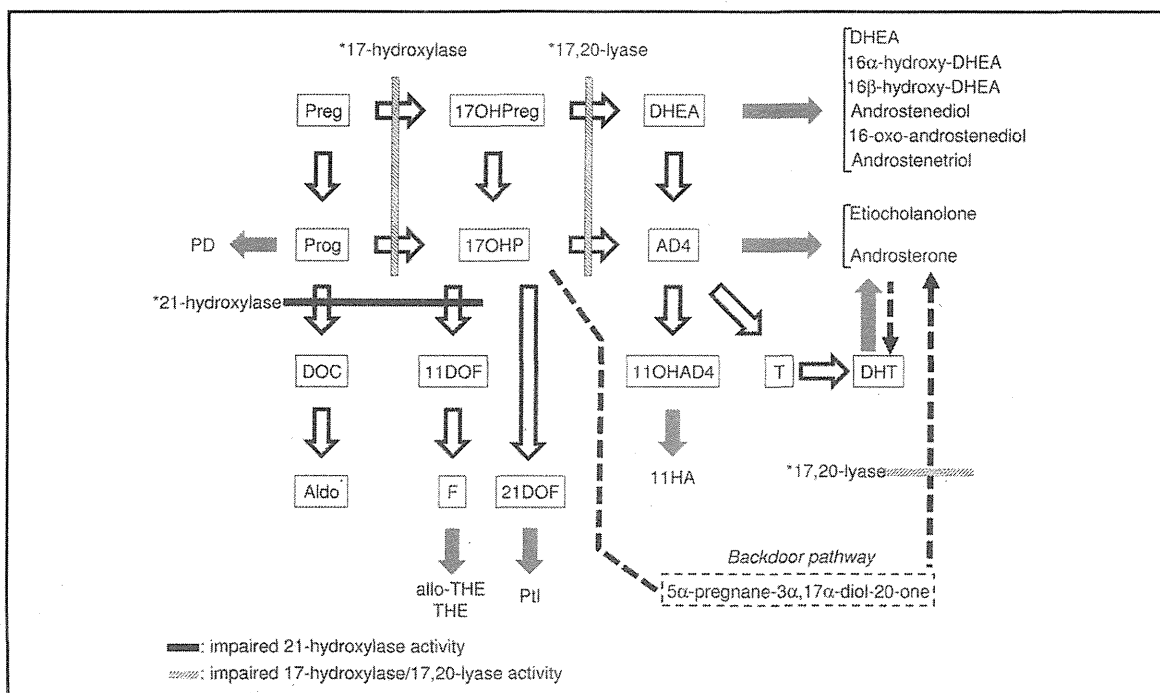 *17-hydroxylase
*17,20-lyase
DHEA
16α-hydroxy-DHEA
16β-hydroxy-DHEA
Androstenediol
16-oxo-androstenediol
Androstenetriol
Preg
17OHPreg
DHEA
Etiocholanolone
Androsterone
PD
Prog
17OHP
AD4
*21-hydroxylase
DOC
11DOF
11OHAD4
T
DHT
*17,20-lyase
Aldo
F
21DOF
11HA
Backdoor pathway
allo-THE
THE
Ptl
5α-pregnane-3α,17α-diol-20-one
: impaired 21-hydroxylase activity
: impaired 17-hydroxylase/17,20-lyase activity